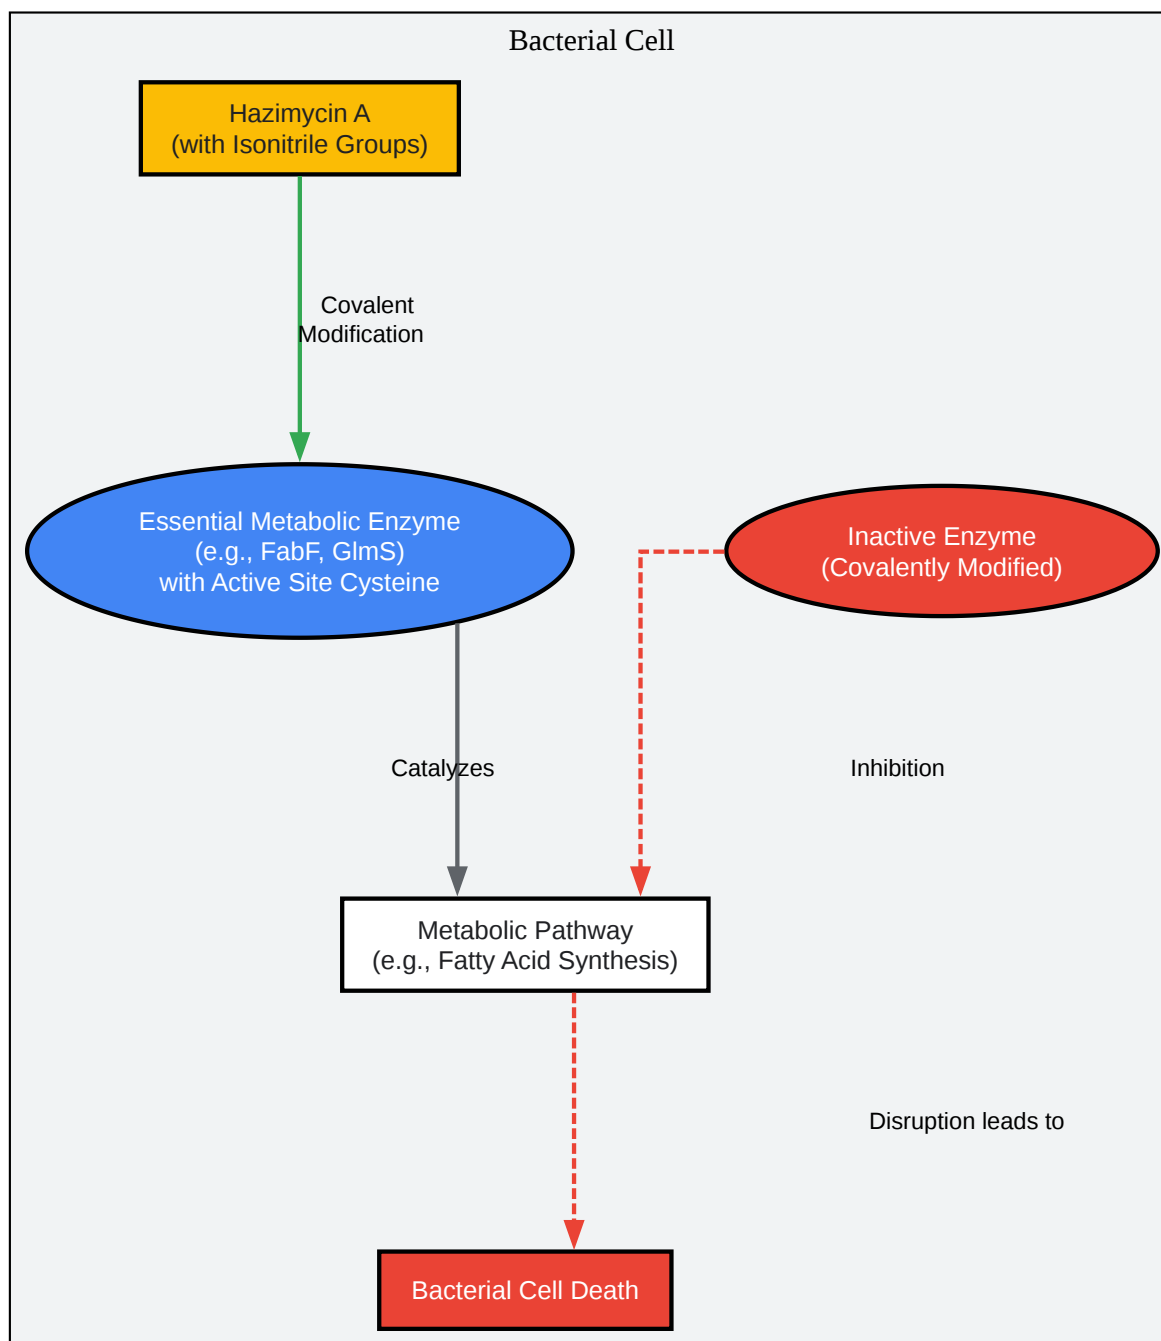 Bacterial Cell
Hazimycin A
(with Isonitrile Groups)
Covalent
Modification
Essential Metabolic Enzyme
(e.g., FabF, GlmS)
with Active Site Cysteine
Inactive Enzyme
(Covalently Modified)
Catalyzes
Inhibition
Metabolic Pathway
(e.g., Fatty Acid Synthesis)
Disruption leads to
Bacterial Cell Death